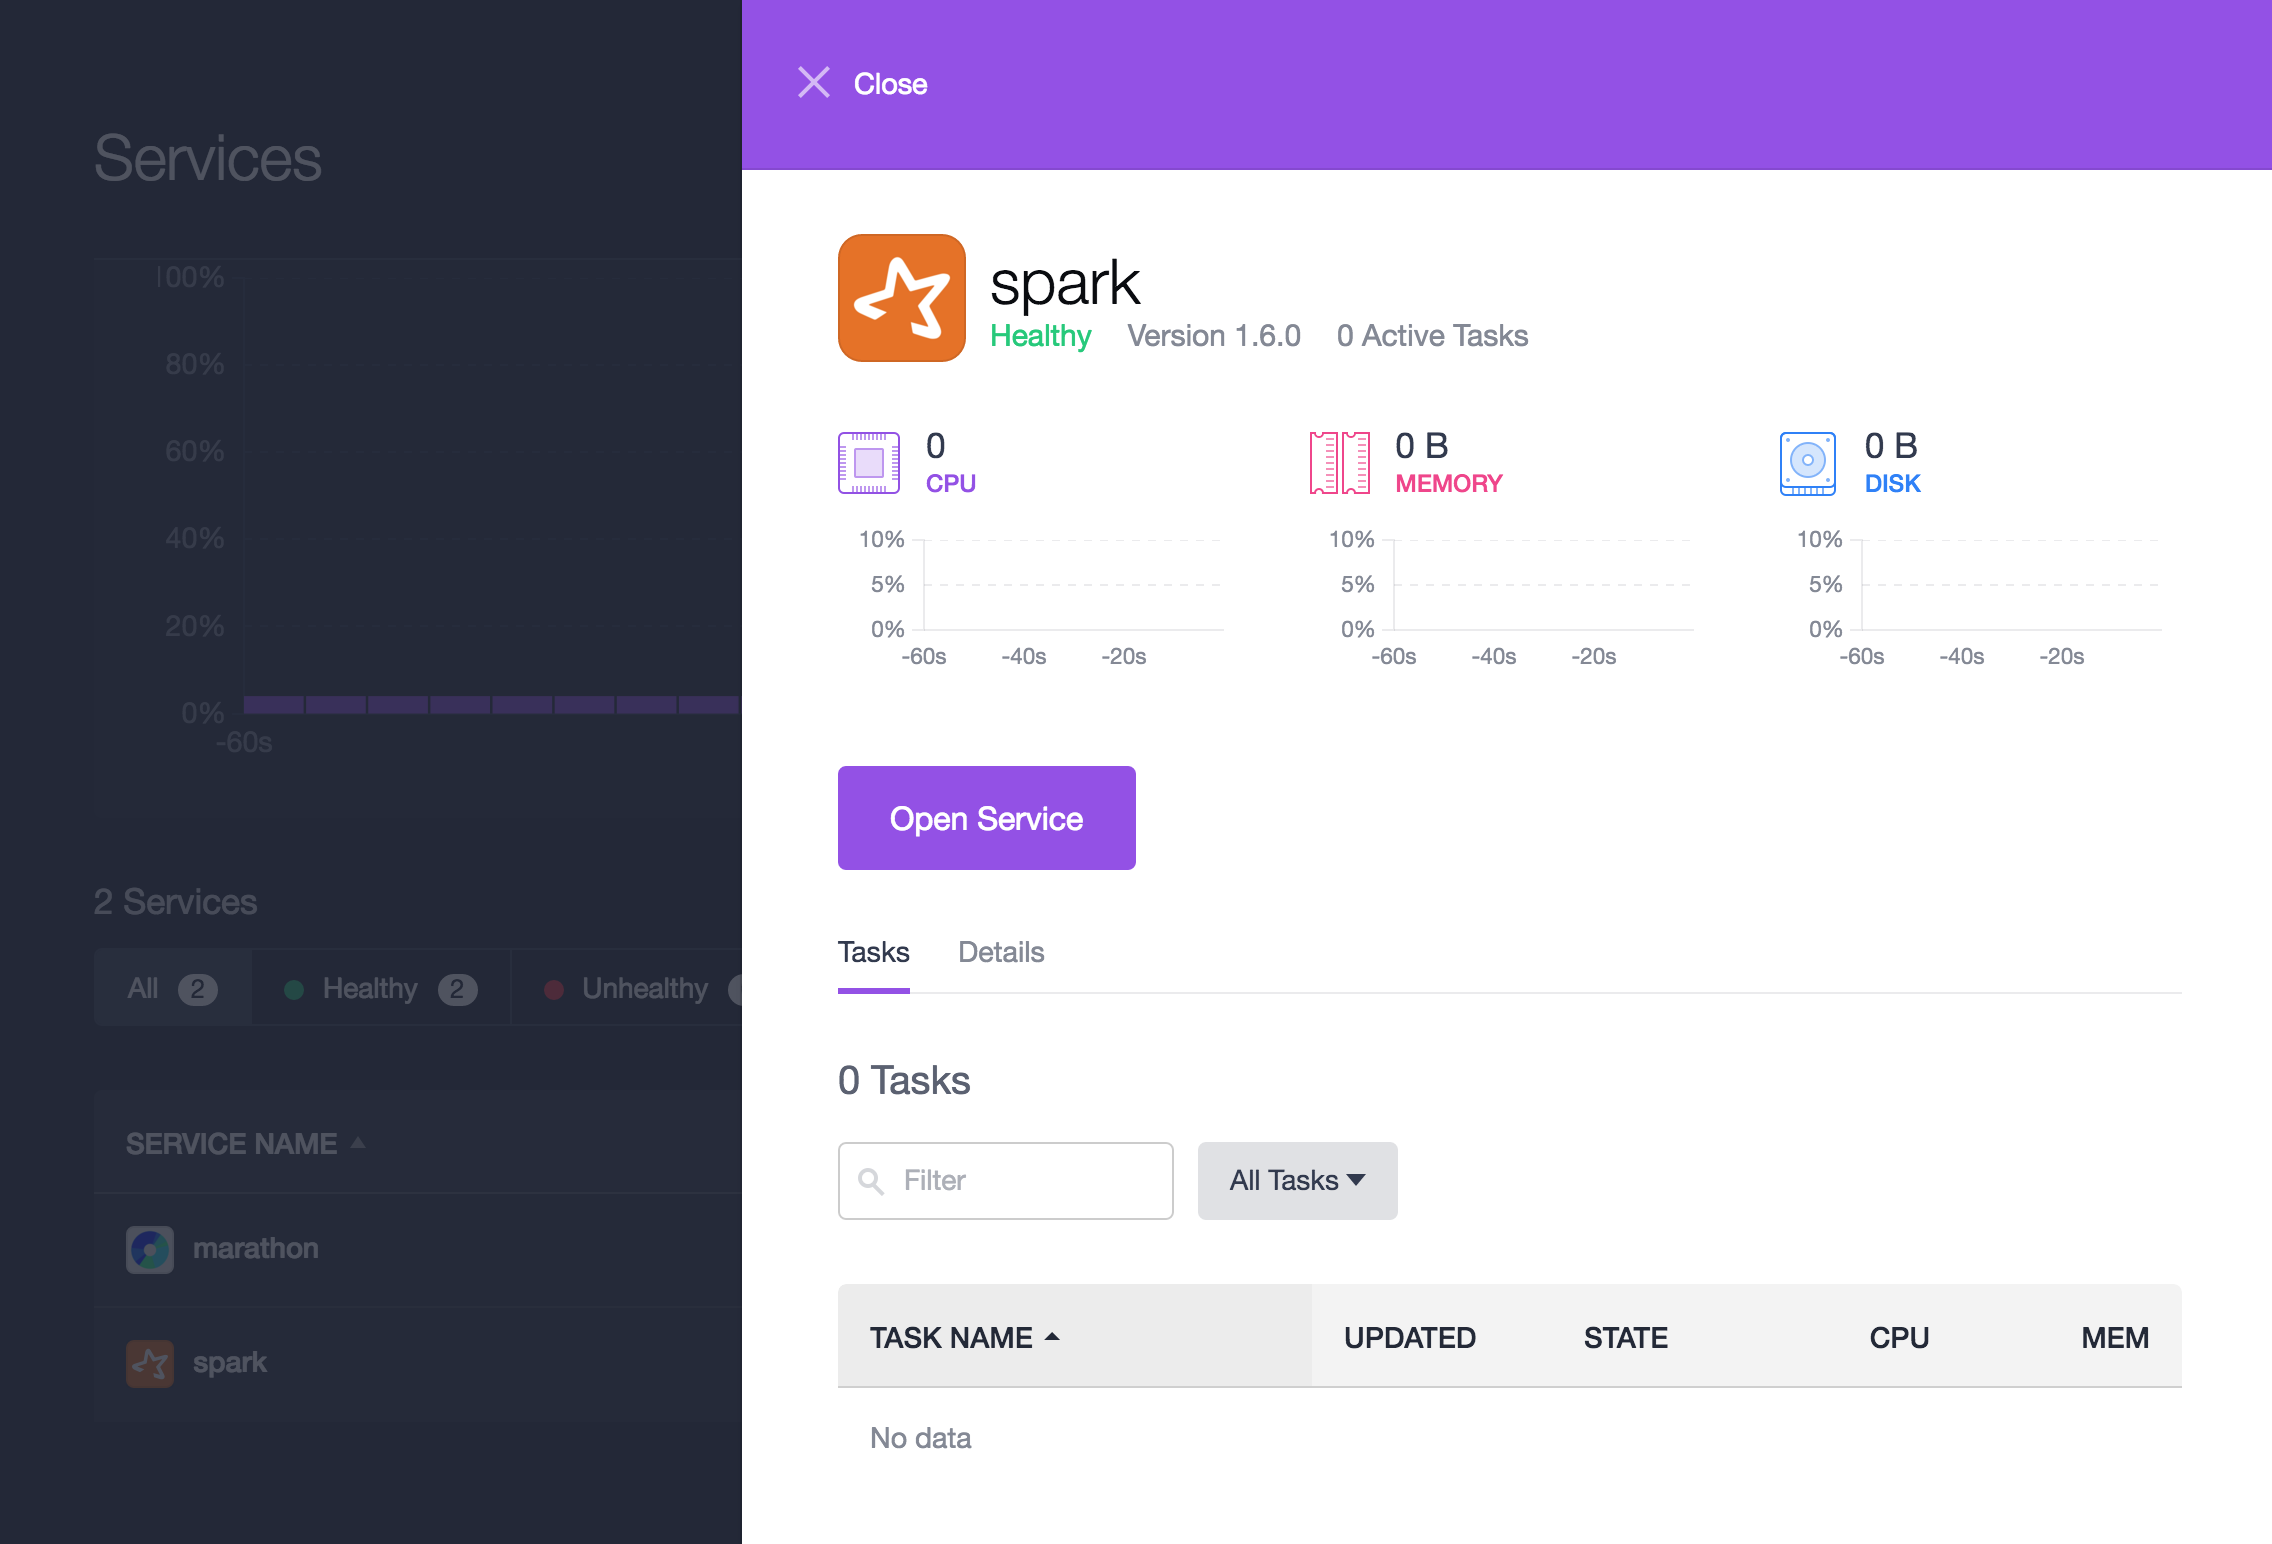 Services
100%
80%
60%
40%
20%
0%
-60s
2 Services
All 2 Healthy 2 Unhealthy
SERVICE NAME
marathon
spark
Close
spark
Healthy Version 1.6.0 0 Active Tasks
0 CPU
10%
5%
0%
-60s -40s -20s
0 B MEMORY
10%
5%
0%
-60s -40s -20s
0 B DISK
10%
5%
0%
-60s -40s -20s
Open Service
Tasks Details
0 Tasks
Filter All Tasks
TASK NAME UPDATED STATE CPU MEM
No data